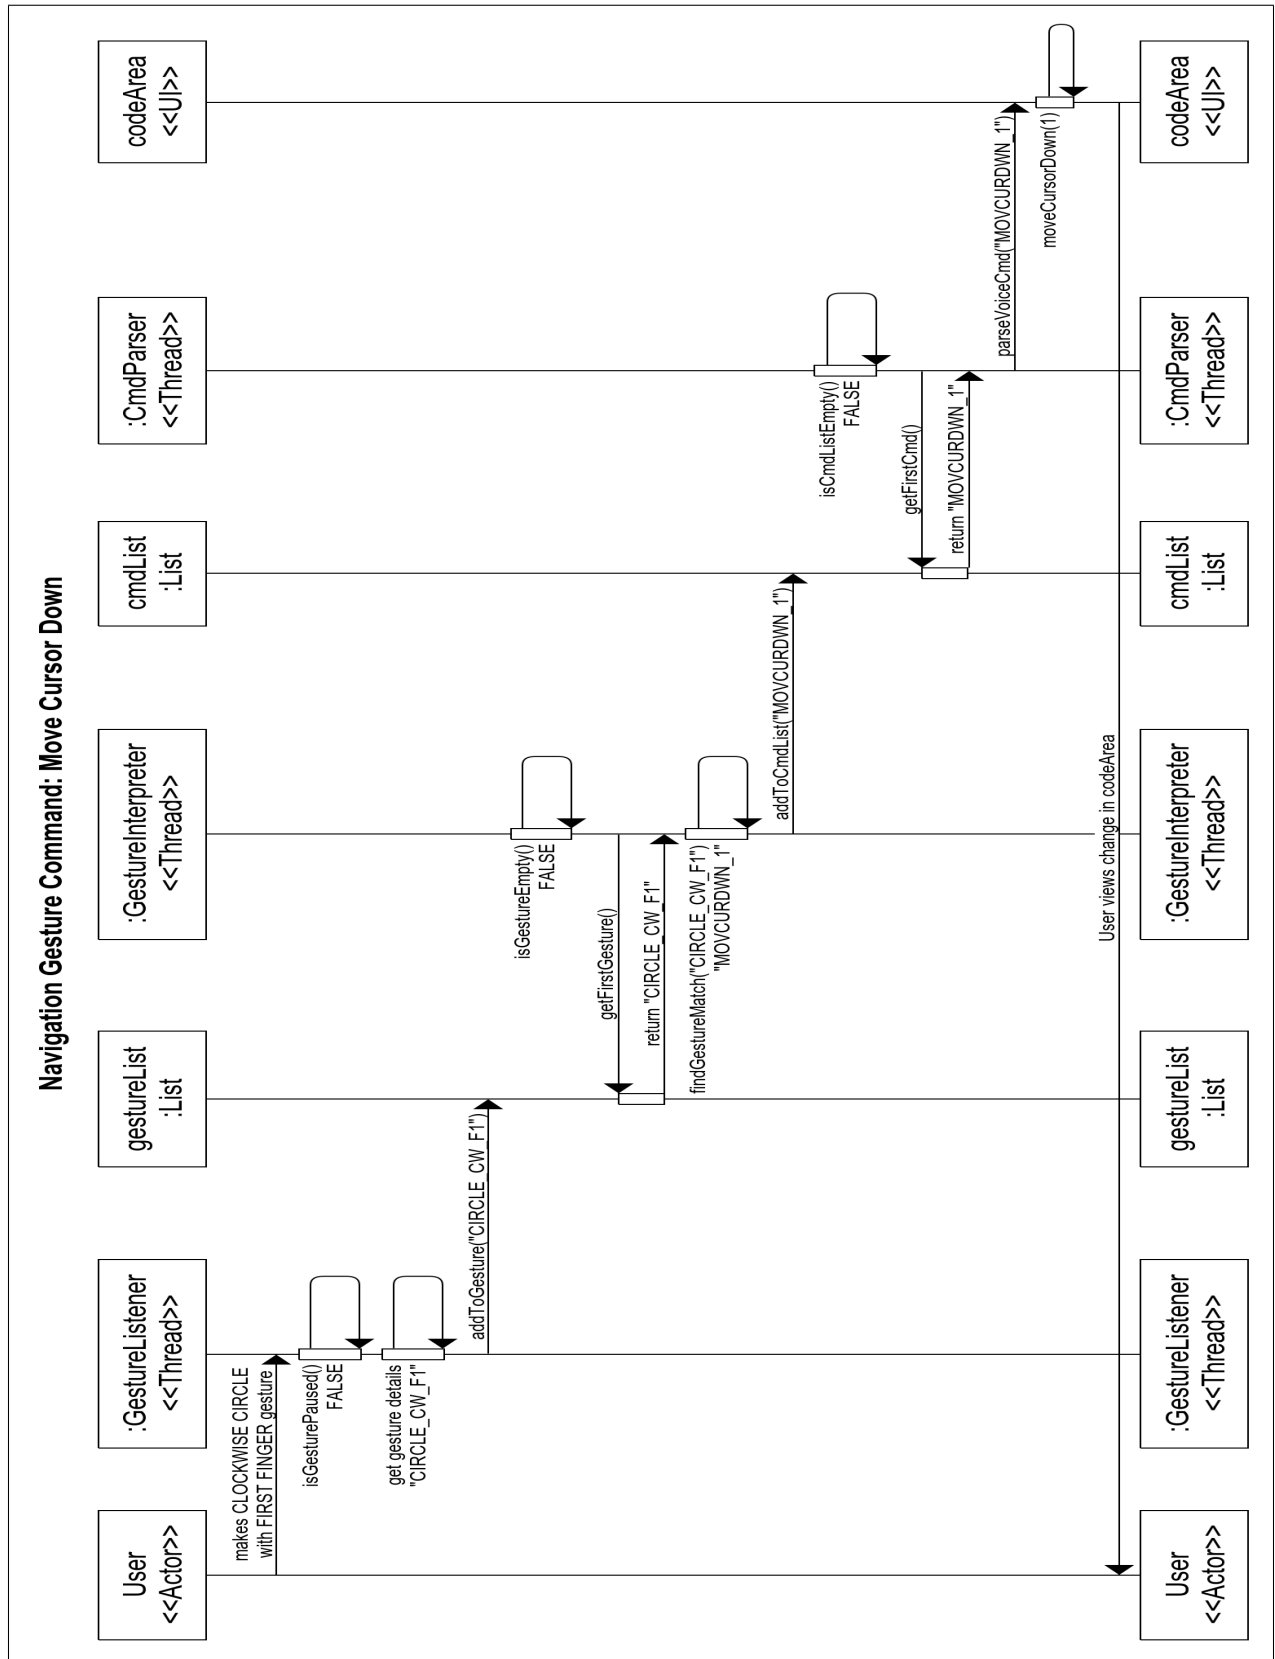 Navigation Gesture Command: Move Cursor Down
User
<<Actor>>
:GestureListener
<<Thread>>
gestureList
:List
:GestureInterpreter
<<Thread>>
cmdList
:List
:CmdParser
<<Thread>>
codeArea
<<UI>>
makes CLOCKWISE CIRCLE
with FIRST FINGER gesture
isGesturePaused()
FALSE
get gesture details
"CIRCLE_CW_F1"
addToGesture("CIRCLE_CW_F1")
isGestureEmpty()
FALSE
getFirstGesture()
return "CIRCLE_CW_F1"
findGestureMatch("CIRCLE_CW_F1")
"MOVCURDWN_1"
addToCmdList("MOVCURDWN_1")
isCmdListEmpty()
FALSE
getFirstCmd()
return "MOVCURDWN_1"
parseVoiceCmd("MOVCURDWN_1")
moveCursorDown(1)
User views change in codeArea
User
<<Actor>>
:GestureListener
<<Thread>>
gestureList
:List
:GestureInterpreter
<<Thread>>
cmdList
:List
:CmdParser
<<Thread>>
codeArea
<<UI>>